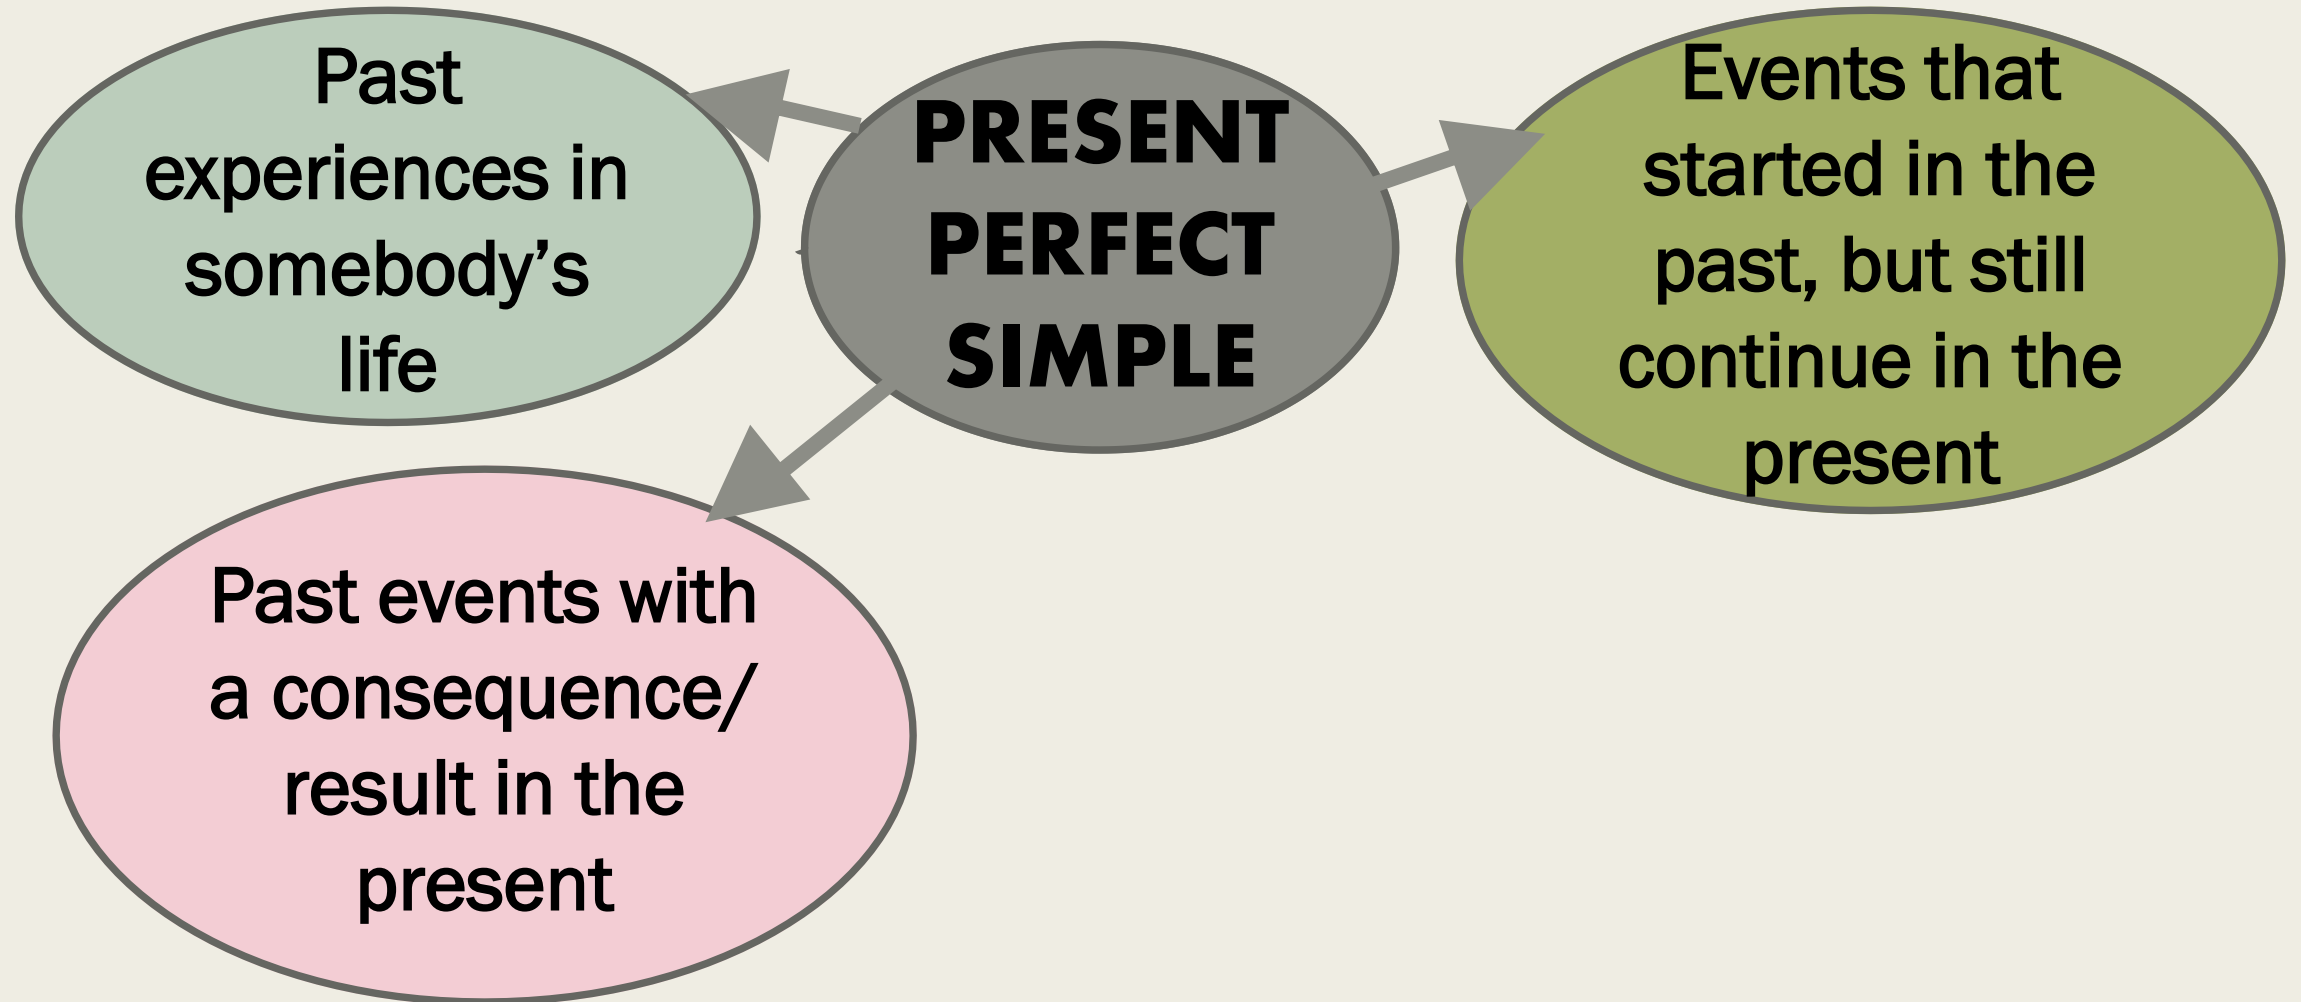 Past
experiences in
somebody’s
life
PRESENT
PERFECT
SIMPLE
Events that
started in the
past, but still
continue in the
present
Past events with
a consequence/
result in the
present